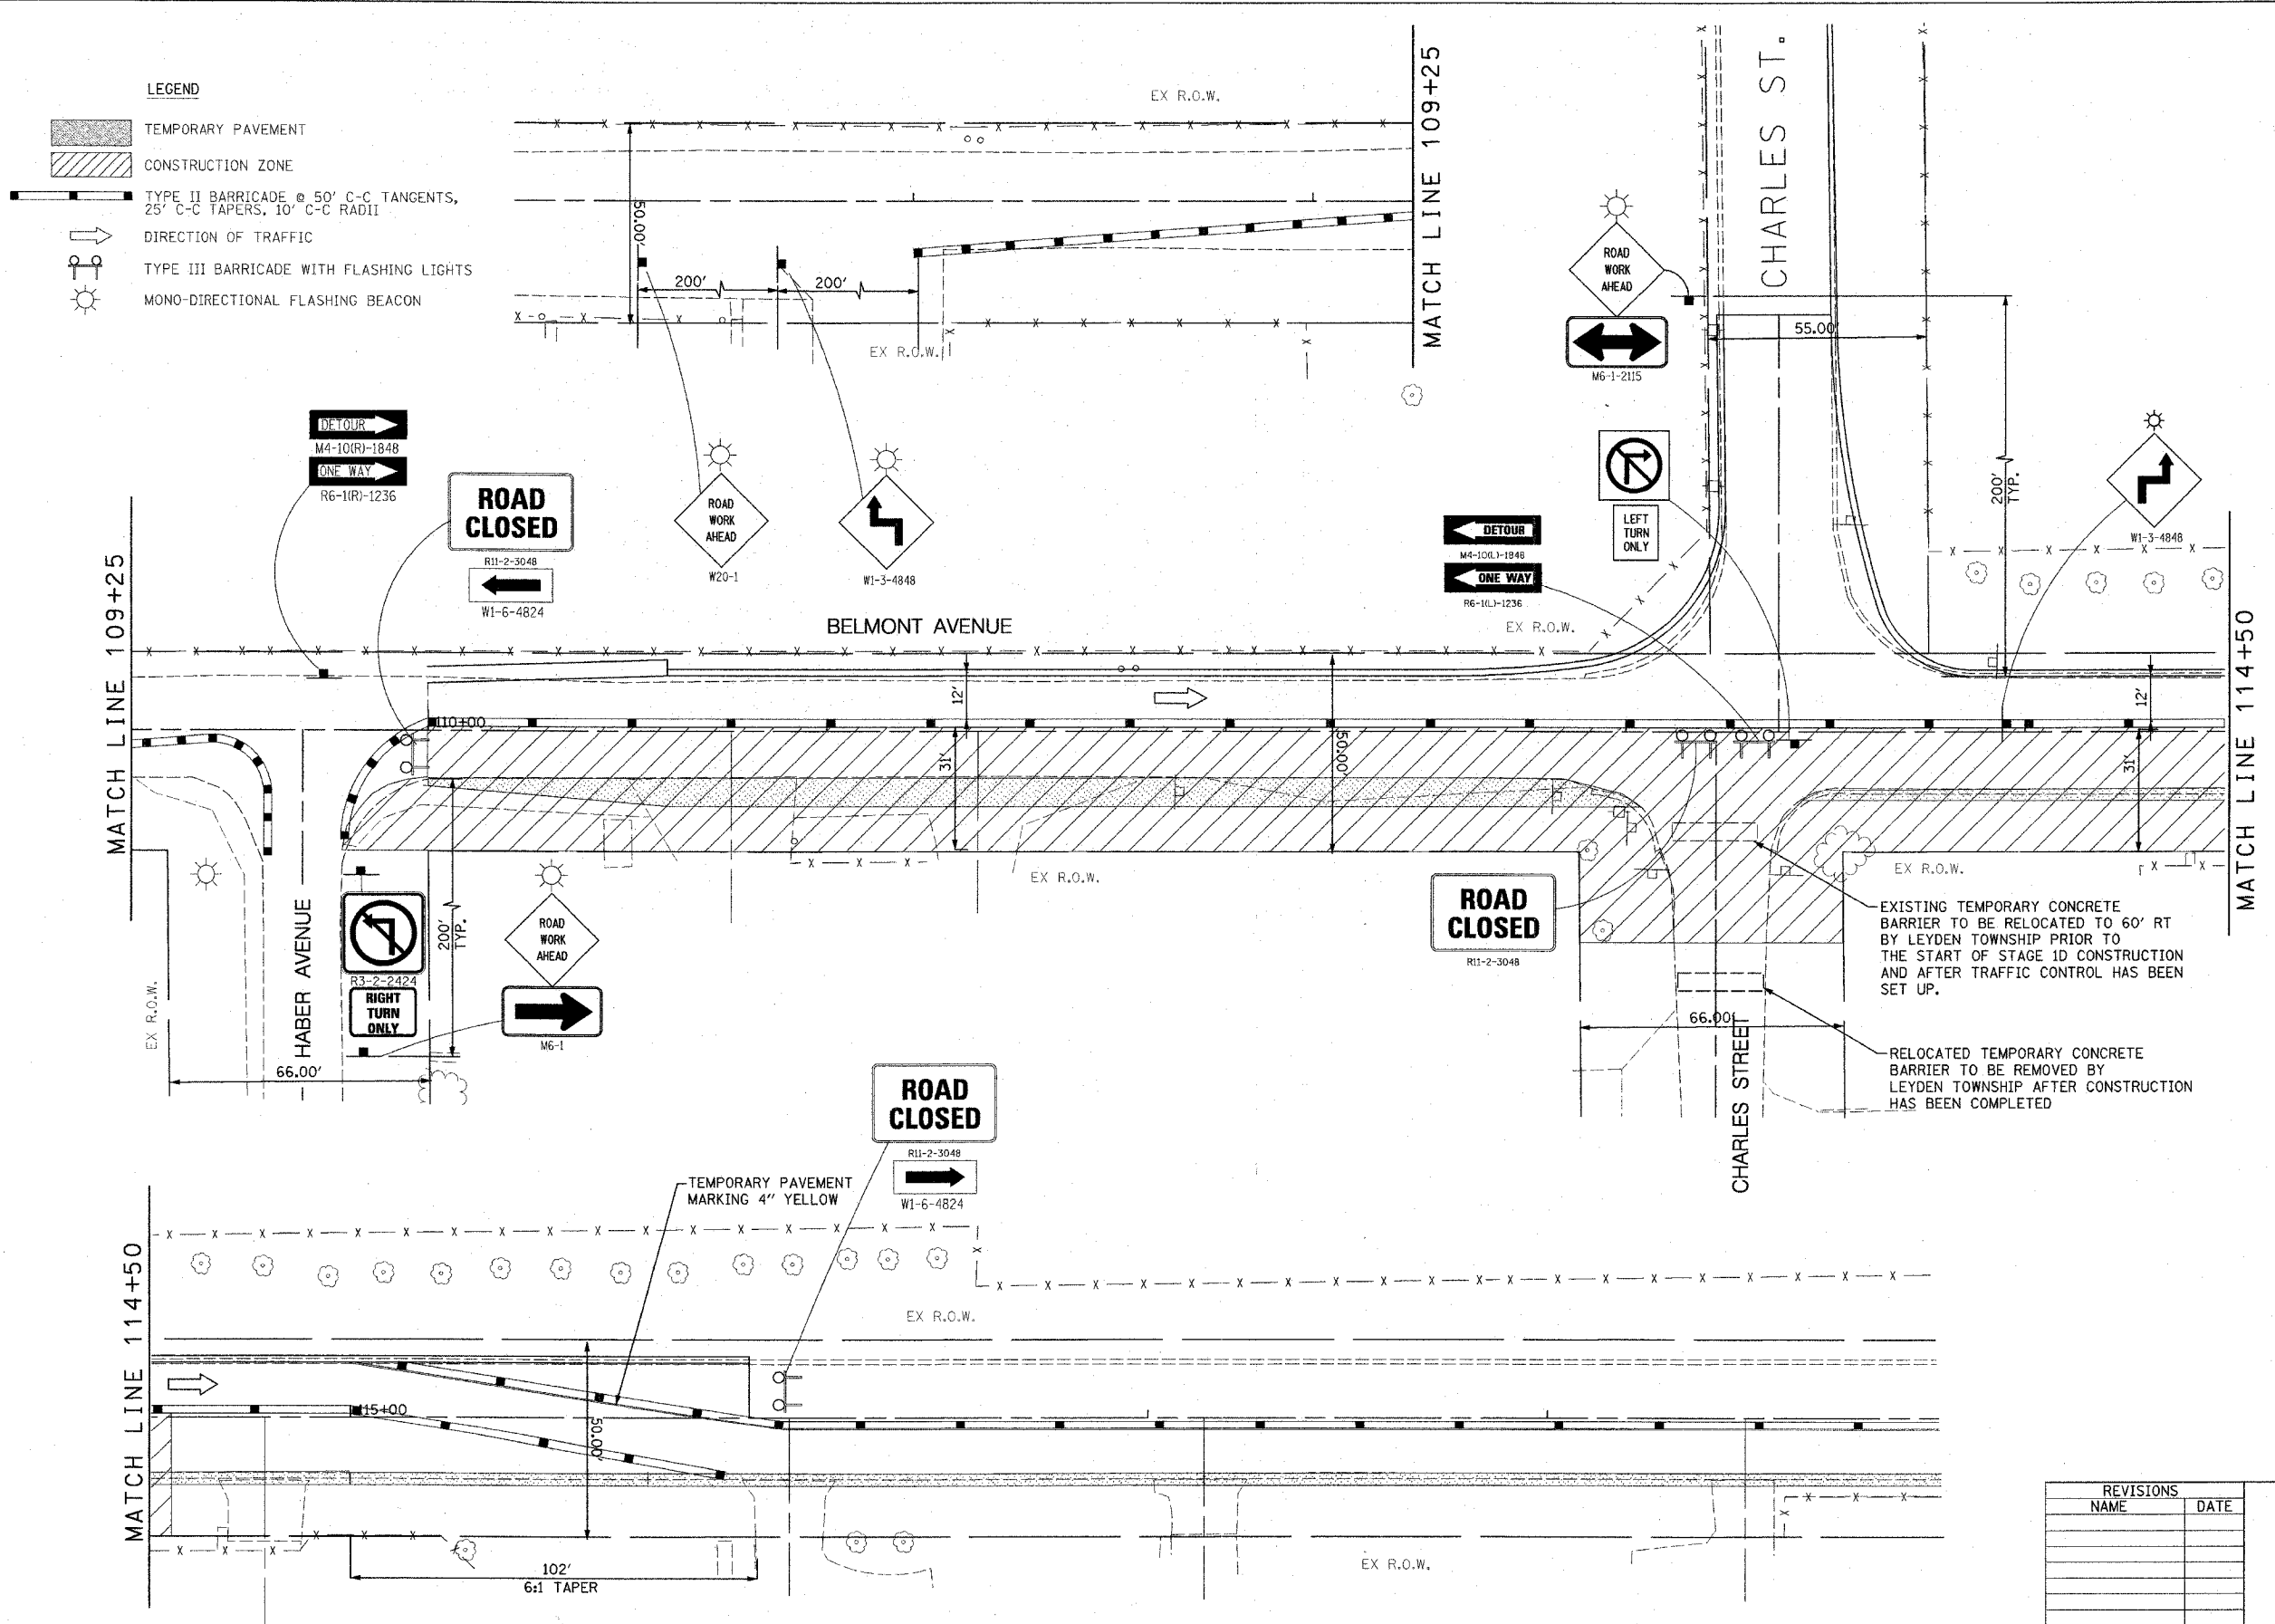 LEGEND
TEMPORARY PAVEMENT
CONSTRUCTION ZONE
TYPE II BARRICADE @ 50' C-C TANGENTS,
25' C-C TAPERS, 10' C-C RADII
DIRECTION OF TRAFFIC
TYPE III BARRICADE WITH FLASHING LIGHTS
MONO-DIRECTIONAL FLASHING BEACON
EX R.O.W.
50.00'
200'
200'
EX R.O.W.
MATCH LINE 109+25
CHARLES ST.
ROAD
WORK
AHEAD
M6-1-2115
55.00'
200'
TYP.
DETOUR
M4-10(R)-1848
ONE WAY
R6-1(R)-1236
ROAD
CLOSED
R11-2-3048
W1-6-4824
ROAD
WORK
AHEAD
W20-1
W1-3-4848
LEFT
TURN
ONLY
DETOUR
M4-10(L)-1848
ONE WAY
R6-1(L)-1236
W1-3-4848
MATCH LINE 109+25
BELMONT AVENUE
EX R.O.W.
MATCH LINE 114+50
110+00
12'
31'
50.00'
12'
31'
EX R.O.W.
HABER AVENUE
66.00'
R3-2-2424
RIGHT
TURN
ONLY
200'
TYP.
ROAD
WORK
AHEAD
M6-1
EX R.O.W.
ROAD
CLOSED
R11-2-3048
EX R.O.W.
EXISTING TEMPORARY CONCRETE
BARRIER TO BE RELOCATED TO 60' RT
BY LEYDEN TOWNSHIP PRIOR TO
THE START OF STAGE 1D CONSTRUCTION
AND AFTER TRAFFIC CONTROL HAS BEEN
SET UP.
66.00'
CHARLES STREET
RELOCATED TEMPORARY CONCRETE
BARRIER TO BE REMOVED BY
LEYDEN TOWNSHIP AFTER CONSTRUCTION
HAS BEEN COMPLETED
ROAD
CLOSED
R11-2-3048
W1-6-4824
TEMPORARY PAVEMENT
MARKING 4" YELLOW
MATCH LINE 114+50
EX R.O.W.
115+00
50.00'
102'
6:1 TAPER
EX R.O.W.
REVISIONS
NAME DATE